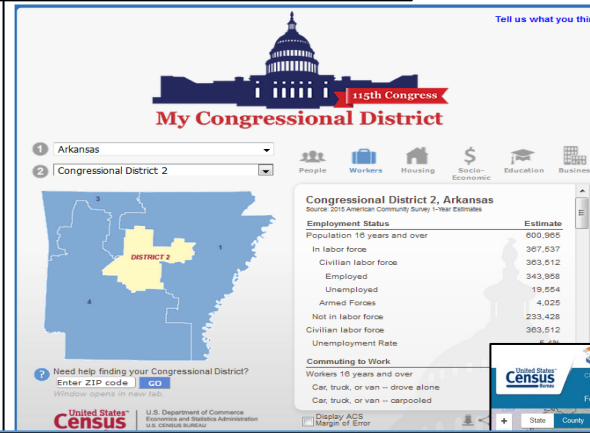 Tell us what you thin
115th Congress
My Congressional District
1 Arkansas
2 Congressional District 2
People
Workers
Housing
Socio-
Economic
Education
Busines
3
1
DISTRICT 2
4
Congressional District 2, Arkansas
Source: 2015 American Community Survey 1-Year Estimates
Employment Status Estimate
Population 16 years and over 600,965
In labor force 367,537
Civilian labor force 363,512
Employed 343,958
Unemployed 19,554
Armed Forces 4,025
Not in labor force 233,428
Civilian labor force 363,512
Unemployment Rate 5.4%
Commuting to Work
Workers 16 years and over
Car, truck, or van -- drove alone
Car, truck, or van -- carpooled
? Need help finding your Congressional District?
Enter ZIP code GO
Window opens in new tab.
United States™
Census
U.S. Department of Commerce
Economics and Statistics Administration
U.S. CENSUS BUREAU
Display ACS
Margin of Error
United States
Census
Bureau
+ State County